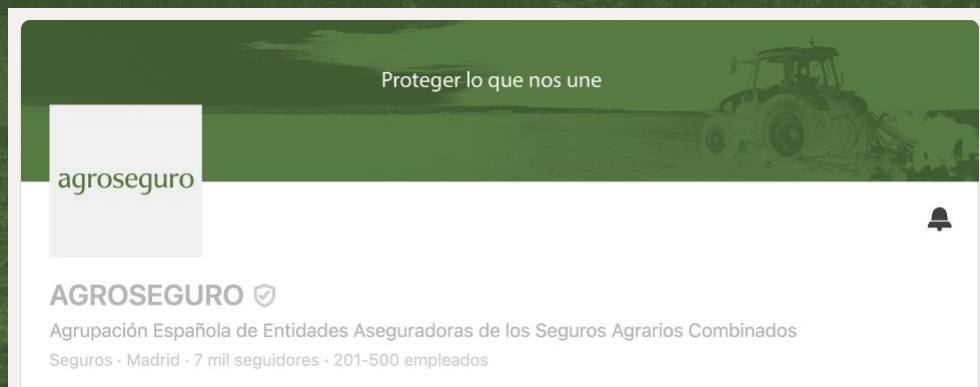 Proteger lo que nos une
agroseguro
AGROSEGURO
Agrupación Española de Entidades Aseguradoras de los Seguros Agrarios Combinados
Seguros · Madrid · 7 mil seguidores · 201-500 empleados